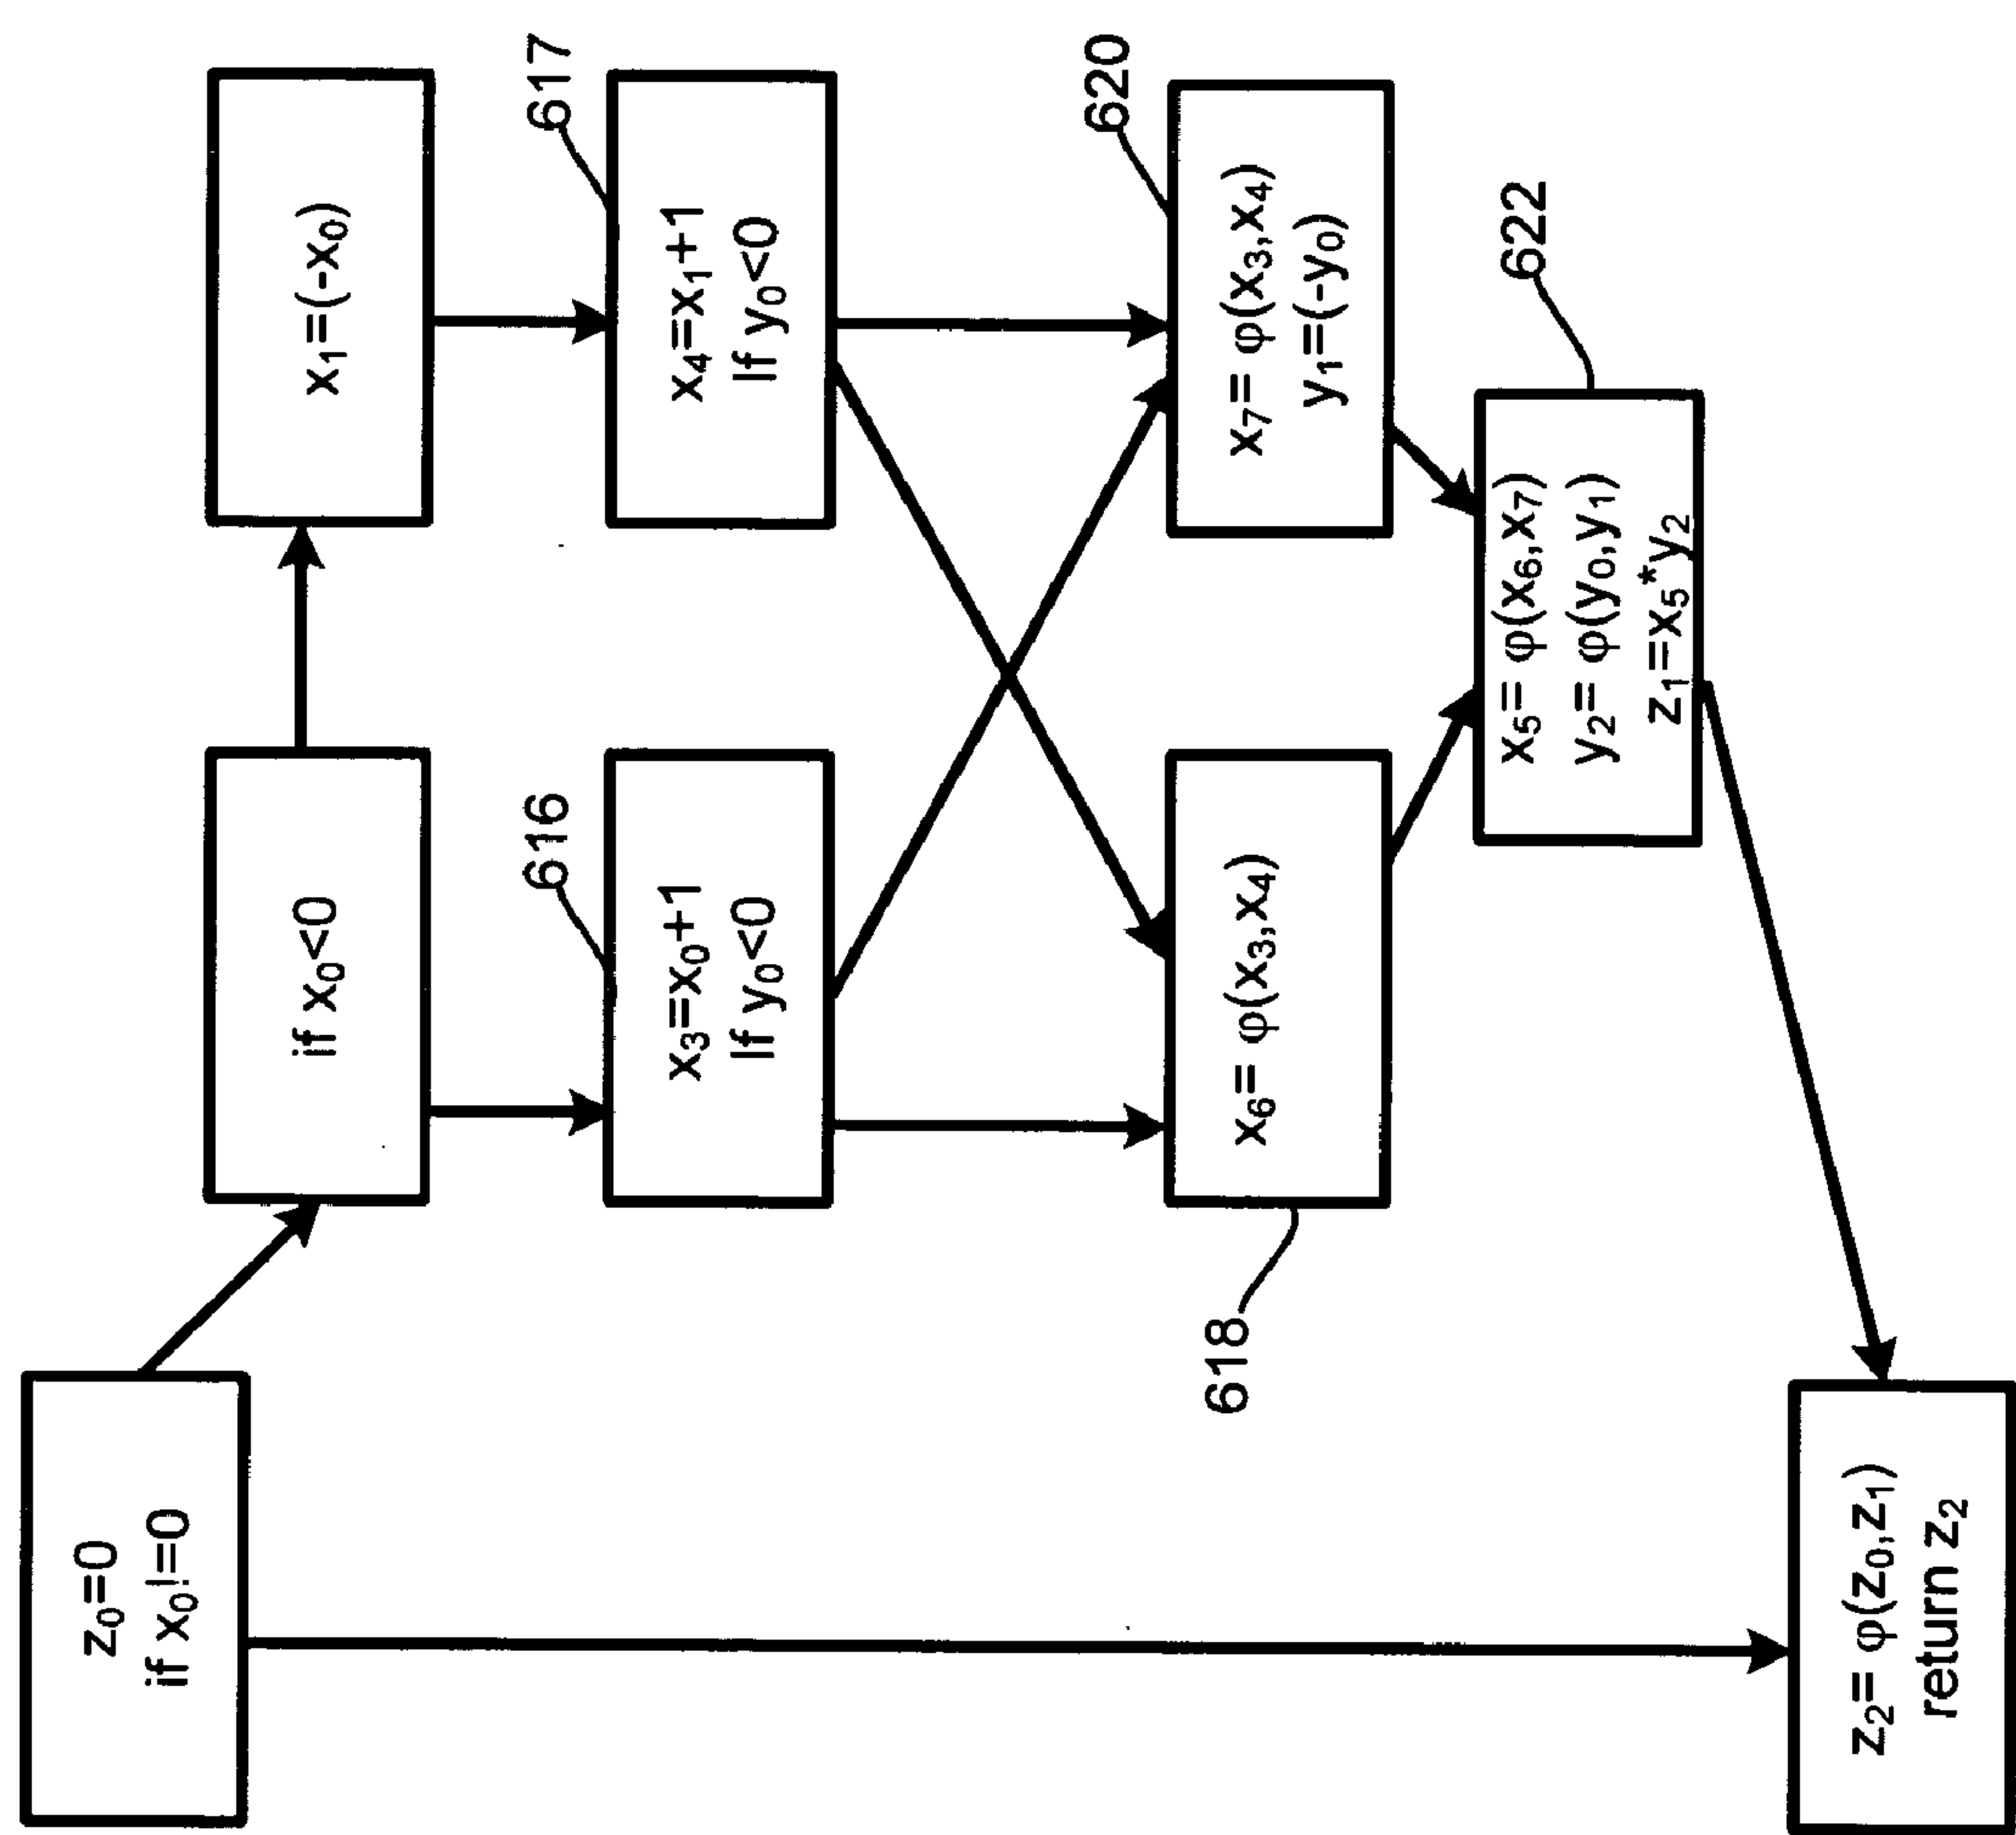 z₀=0
if x₀!=0
if x₀<0
x₁=(-x₀)
616
x₃=x₀+1
If y₀<0
617
x₄=x₁+1
If y₀<0
618
x₆= φ(x₃,x₄)
620
x₇= φ(x₃,x₄)
y₁=(-y₀)
622
x₅= φ(x₆,x₇)
y₂= φ(y₀,y₁)
z₁=x₅*y₂
z₂= φ(z₀,z₁)
return z₂